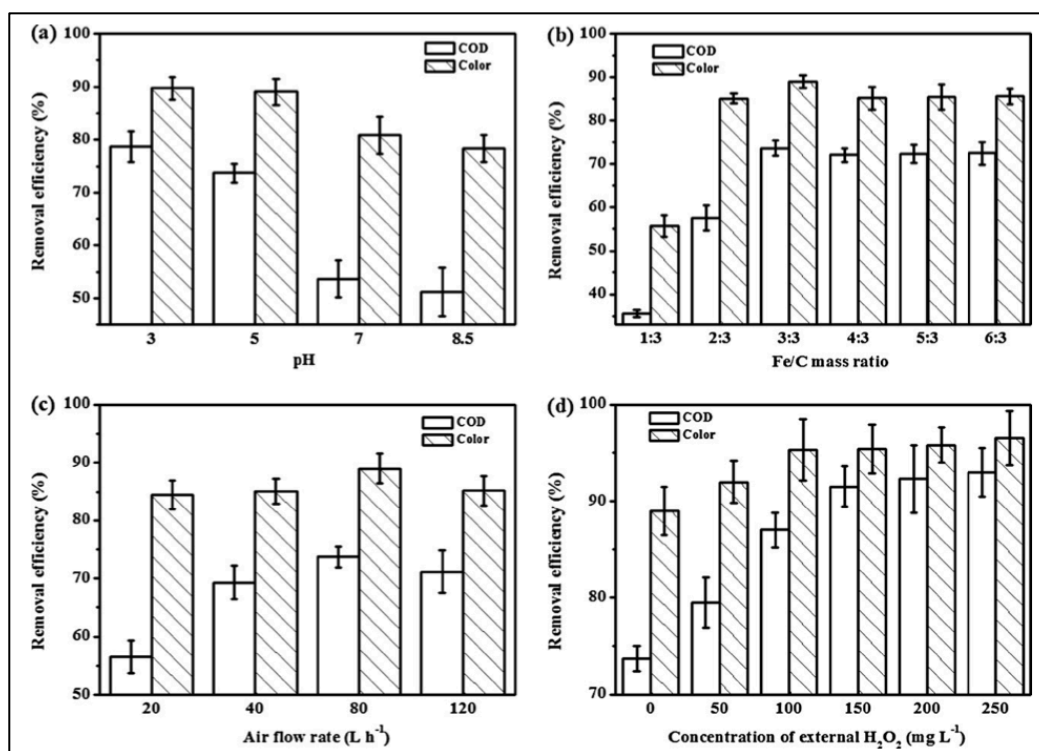 (a)
COD
Color
Removal efficiency (%)
100
90
80
70
60
50
3 5 7 8.5
pH
(b)
COD
Color
Removal efficiency (%)
100
90
80
70
60
50
40
1:3 2:3 3:3 4:3 5:3 6:3
Fe/C mass ratio
(c)
COD
Color
Removal efficiency (%)
100
90
80
70
60
50
20 40 80 120
Air flow rate (L h⁻¹)
(d)
COD
Color
Removal efficiency (%)
100
90
80
70
0 50 100 150 200 250
Concentration of external H₂O₂ (mg L⁻¹)